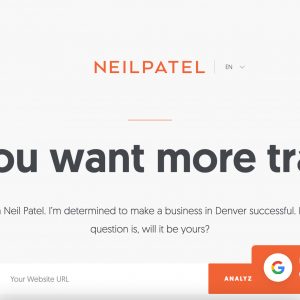 NEILPATEL
EN
ou want more tra
Neil Patel. I'm determined to make a business in Denver successful.
question is, will it be yours?
Your Website URL
ANALYZ
G